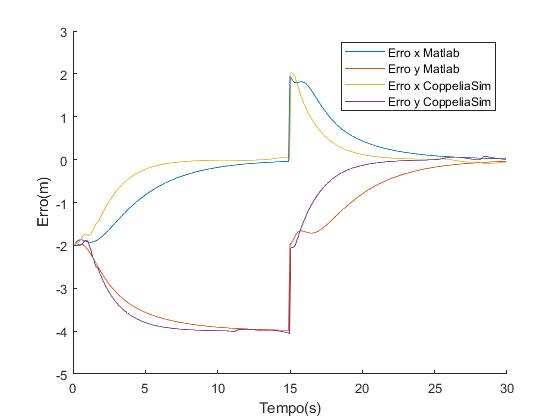 3
2
1
0
-1
-2
-3
-4
-5
Erro(m)
0
5
10
15
20
25
30
Tempo(s)
Erro x Matlab
Erro y Matlab
Erro x CoppeliaSim
Erro y CoppeliaSim